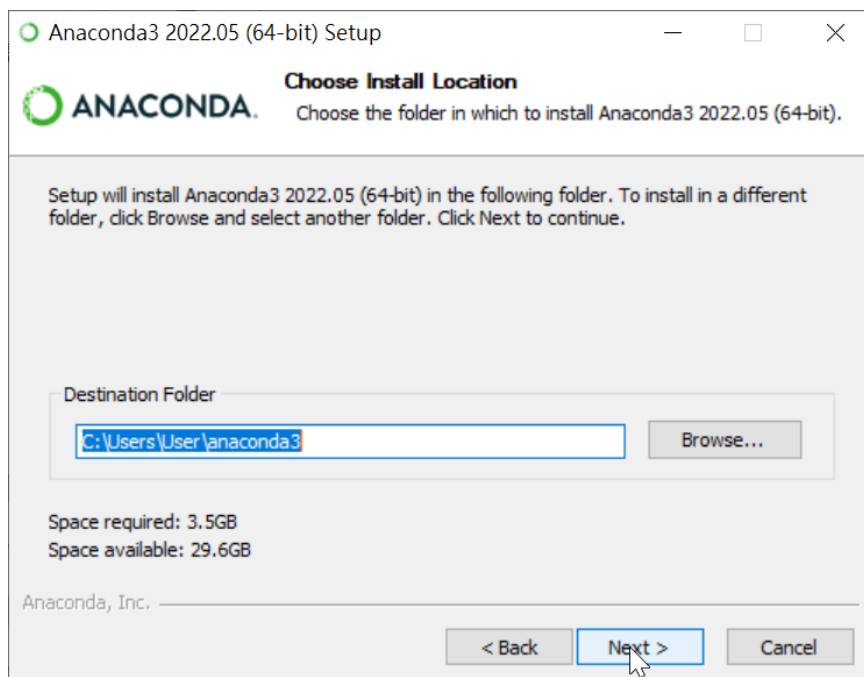 Anaconda3 2022.05 (64-bit) Setup
ANACONDA.
Choose Install Location
Choose the folder in which to install Anaconda3 2022.05 (64-bit).
Setup will install Anaconda3 2022.05 (64-bit) in the following folder. To install in a different
folder, click Browse and select another folder. Click Next to continue.
Destination Folder
C:\Users\User\anaconda3
Browse...
Space required: 3.5GB
Space available: 29.6GB
Anaconda, Inc.
< Back
Next >
Cancel